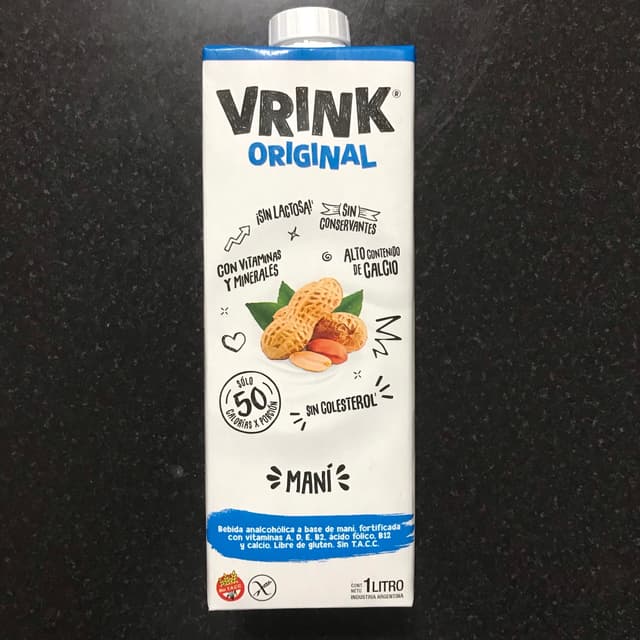 VRINK®
ORIGINAL
¡SIN LACTOSA!
SIN
CONSERVANTES
CON VITAMINAS
Y MINERALES
ALTO CONTENIDO
DE CALCIO
SÓLO
50
CALORÍAS X PORCIÓN
SIN COLESTEROL
MANÍ
Bebida analcohólica a base de maní, fortificada
con vitaminas A, D, E, B2, ácido fólico, B12
y calcio. Libre de gluten. Sin T.A.C.C.
SIN T.A.C.C.
CONT.
NETO
1 LITRO
INDUSTRIA ARGENTINA